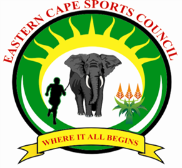 EASTERN CAPE SPORTS COUNCIL
WHERE IT ALL BEGINS